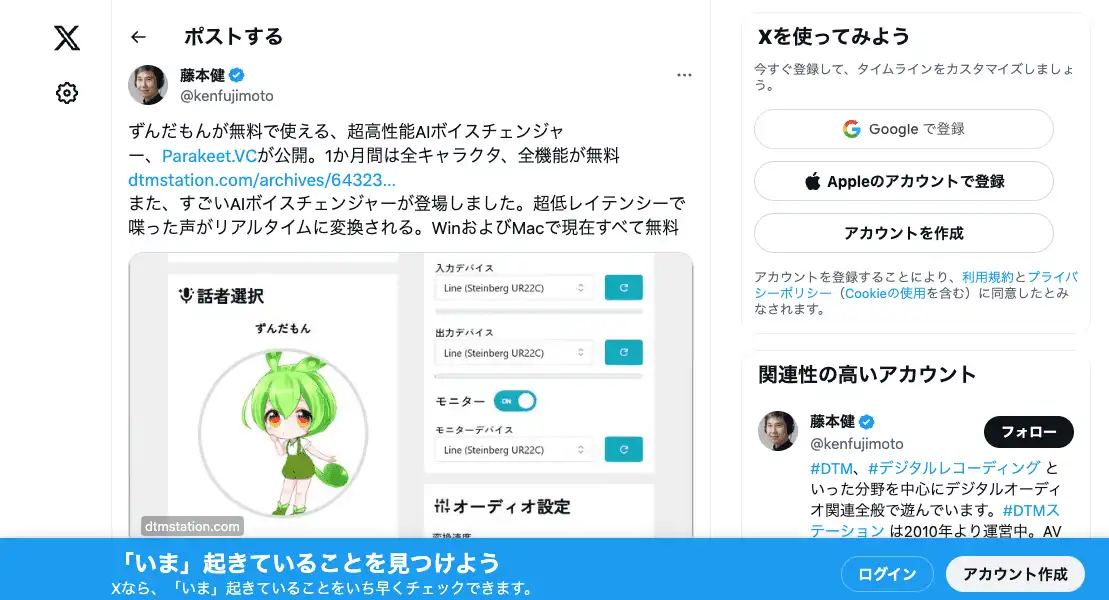 ポストする
藤本健
@kenfujimoto
ずんだもんが無料で使える、超高性能AIボイスチェンジャ
ー、Parakeet.VCが公開。1か月間は全キャラクタ、全機能が無料
dtmstation.com/archives/64323…
また、すごいAIボイスチェンジャーが登場しました。超低レイテンシーで
喋った声がリアルタイムに変換される。WinおよびMacで現在すべて無料
話者選択
ずんだもん
入力デバイス
Line (Steinberg UR22C)
出力デバイス
Line (Steinberg UR22C)
モニター ON
モニターデバイス
Line (Steinberg UR22C)
オーディオ設定
dtmstation.com
Xを使ってみよう
今すぐ登録して、タイムラインをカスタマイズしましょ
う。
Google で登録
Appleのアカウントで登録
アカウントを作成
アカウントを登録することにより、利用規約とプライバ
シーポリシー（Cookieの使用を含む）に同意したとみ
なされます。
関連性の高いアカウント
藤本健
@kenfujimoto
フォロー
#DTM、#デジタルレコーディング と
いった分野を中心にデジタルオーディ
オ関連全般で遊んでいます。#DTMス
テーション は2010年より運営中。AV
「いま」起きていることを見つけよう
Xなら、「いま」起きていることをいち早くチェックできます。
ログイン
アカウント作成